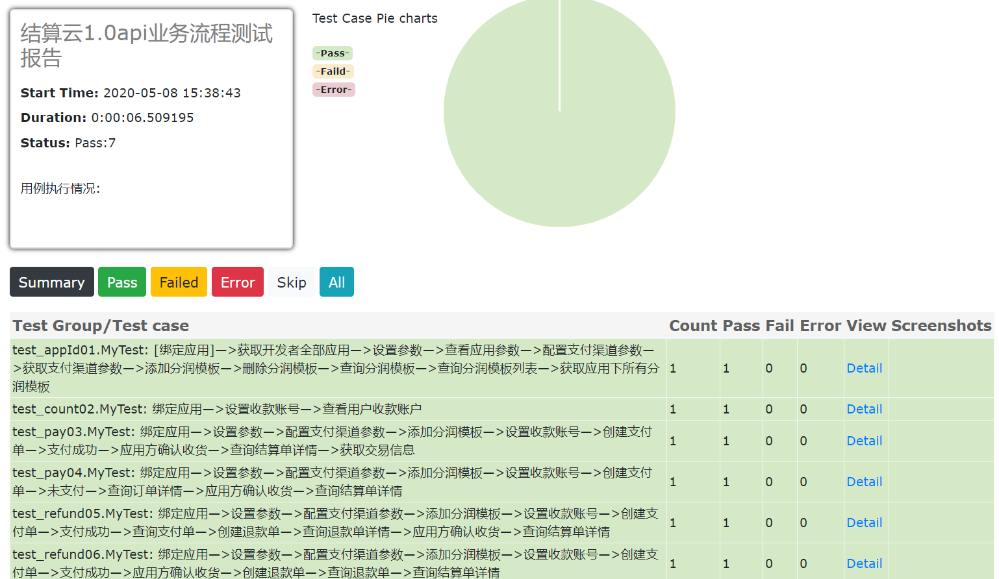 结算云1.0api业务流程测试
报告
Start Time: 2020-05-08 15:38:43
Duration: 0:00:06.509195
Status: Pass:7
用例执行情况:
Test Case Pie charts
-Pass-
-Faild-
-Error-
Summary Pass Failed Error Skip All
Test Group/Test case Count Pass Fail Error View Screenshots
test_appId01.MyTest: [绑定应用]—>获取开发者全部应用—>设置参数—>查看应用参数—>配置支付渠道参数—
>获取支付渠道参数—>添加分润模板—>删除分润模板—>查询分润模板—>查询分润模板列表—>获取应用下所有分
润模板
1 1 0 0 Detail
test_count02.MyTest: 绑定应用—>设置收款账号—>查看用户收款账户 1 1 0 0 Detail
test_pay03.MyTest: 绑定应用—>设置参数—>配置支付渠道参数—>添加分润模板—>设置收款账号—>创建支付
单—>支付成功—>应用方确认收货—>查询结算单详情—>获取交易信息
1 1 0 0 Detail
test_pay04.MyTest: 绑定应用—>设置参数—>配置支付渠道参数—>添加分润模板—>设置收款账号—>创建支付
单—>未支付—>查询订单详情—>应用方确认收货—>查询结算单详情
1 1 0 0 Detail
test_refund05.MyTest: 绑定应用—>设置参数—>配置支付渠道参数—>添加分润模板—>设置收款账号—>创建支
付单—>支付成功—>查询支付单—>创建退款单—>查询退款单详情—>应用方确认收货—>查询结算单详情
1 1 0 0 Detail
test_refund06.MyTest: 绑定应用—>设置参数—>配置支付渠道参数—>添加分润模板—>设置收款账号—>创建支
付单—>支付成功—>应用方确认收货—>创建退款单—>查询退款单—>查询结算单详情
1 1 0 0 Detail